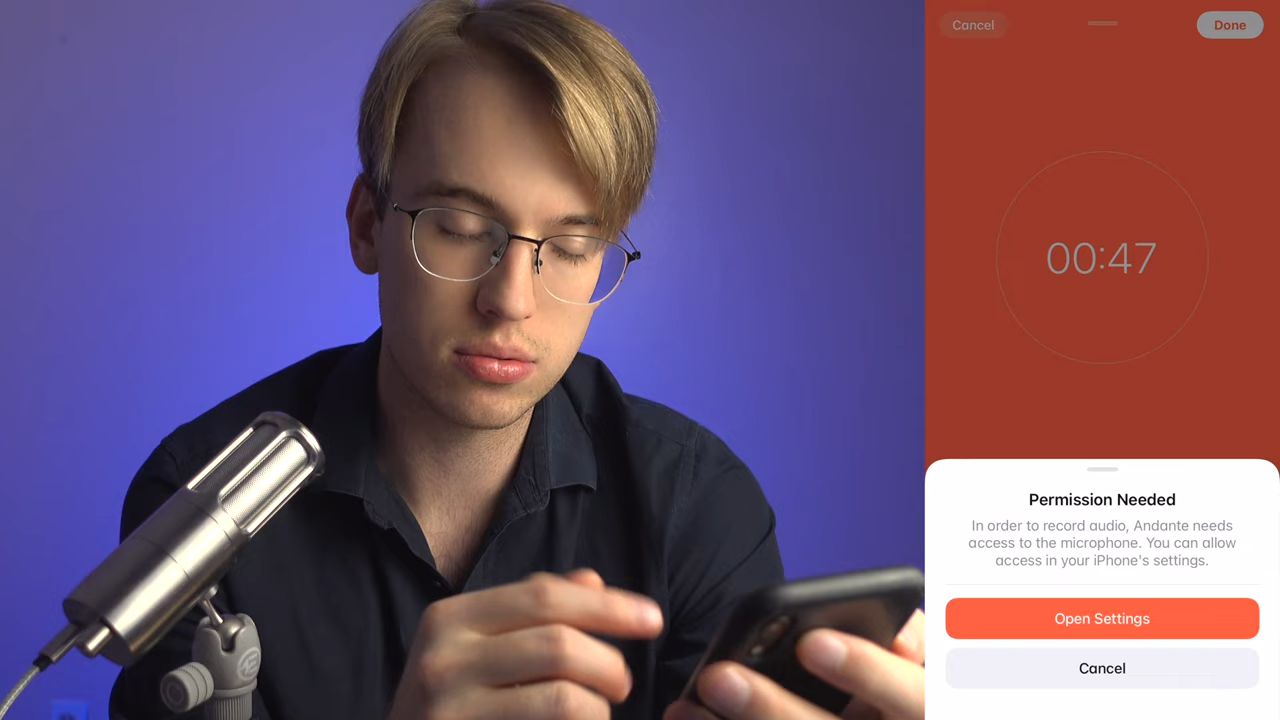 Cancel
Done
00:47
Permission Needed
In order to record audio, Andante needs
access to the microphone. You can allow
access in your iPhone's settings.
Open Settings
Cancel